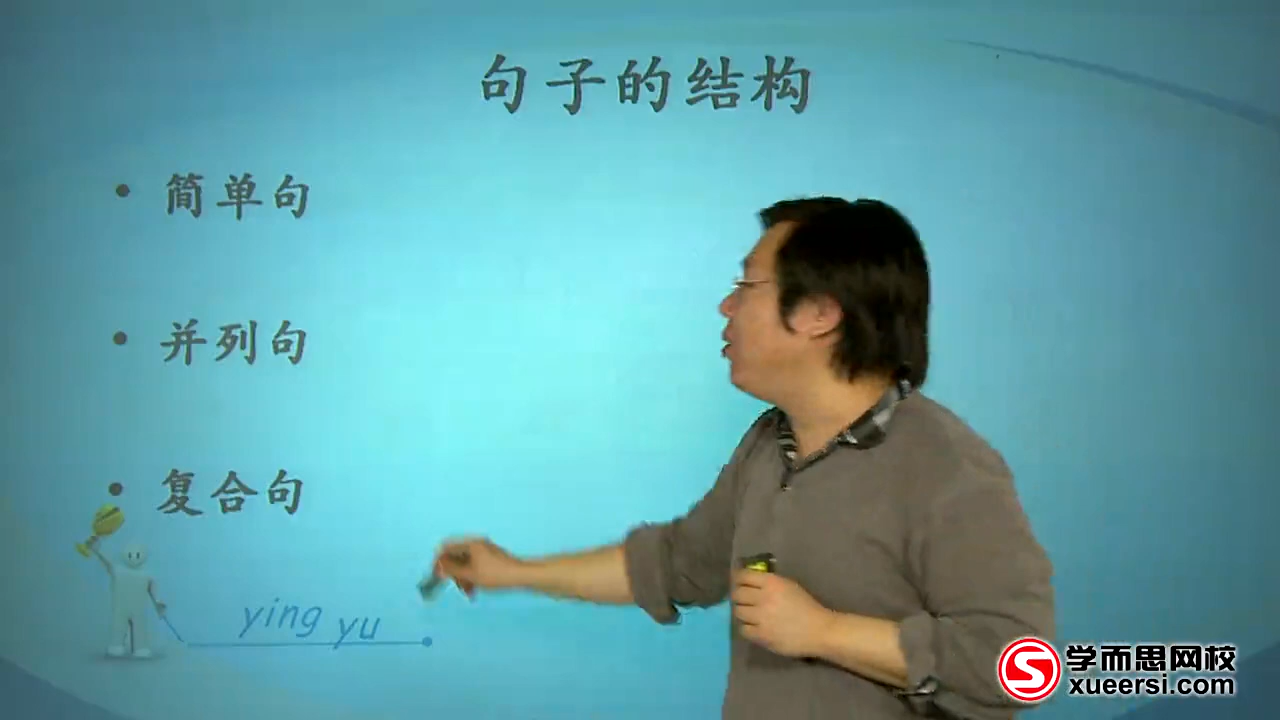 句子的结构
• 简单句
• 并列句
• 复合句
ying yu
学而思网校
xueersi.com